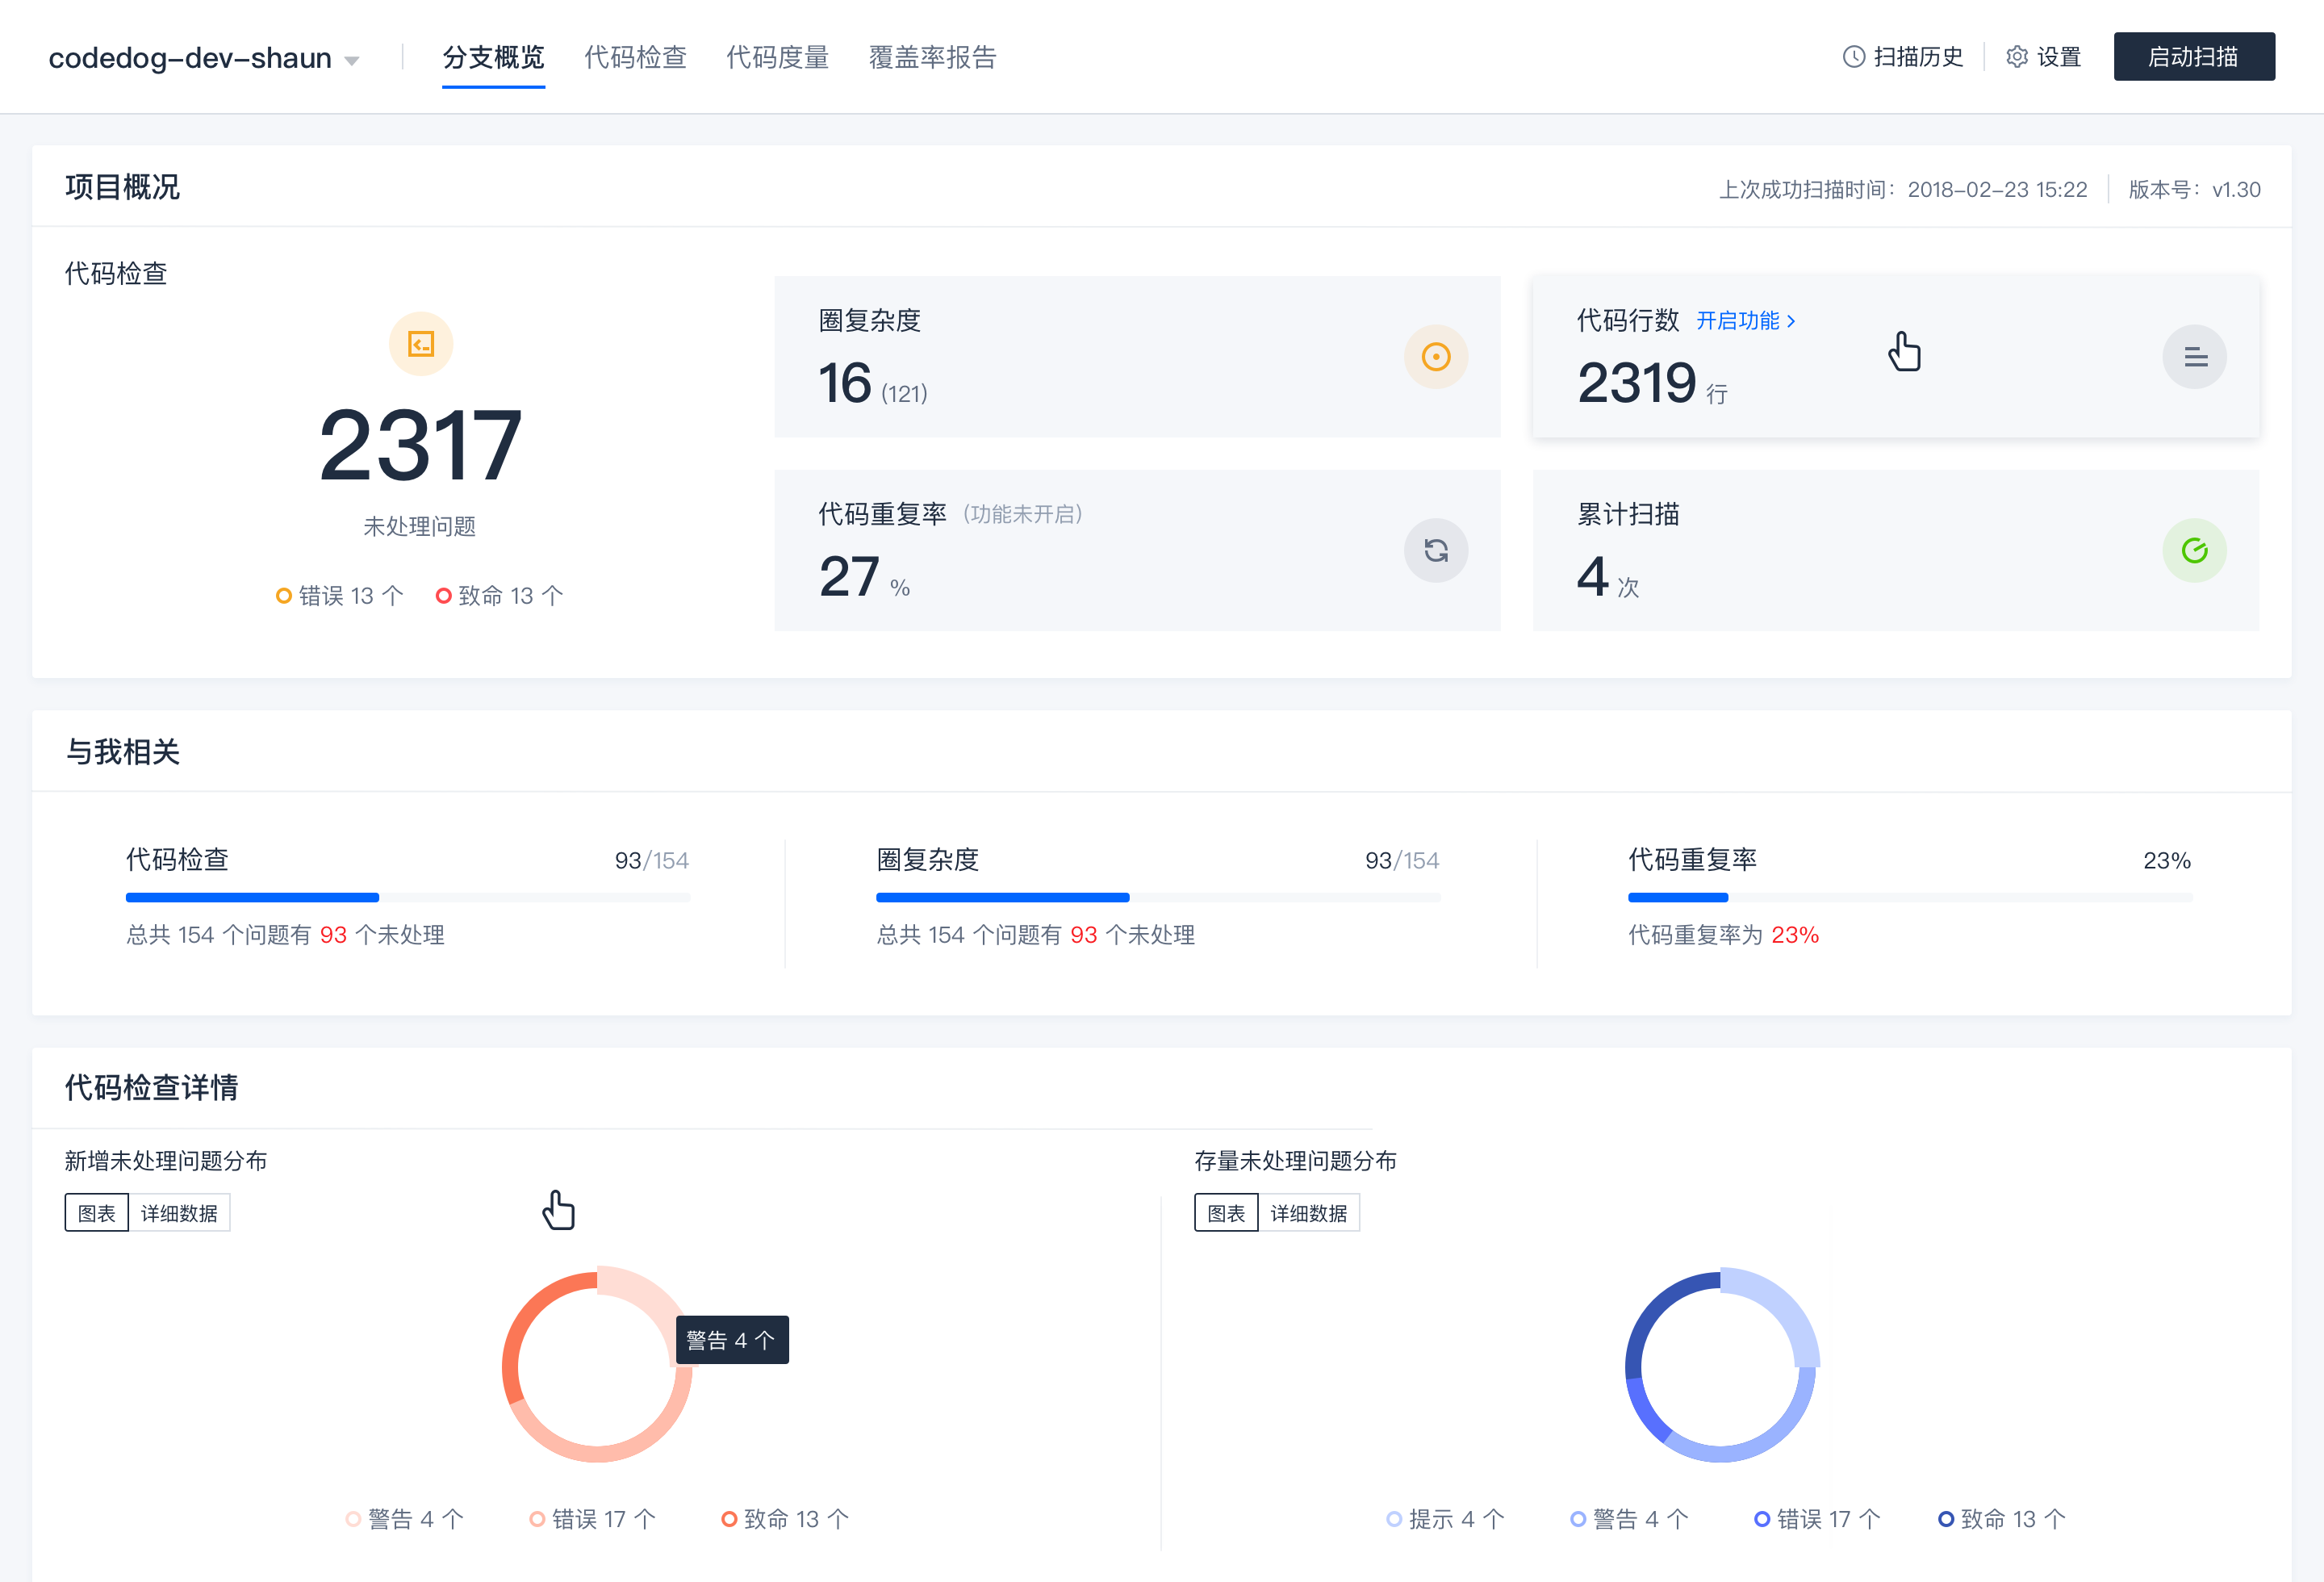 codedog-dev-shaun
分支概览 代码检查 代码度量 覆盖率报告
扫描历史 设置 启动扫描
项目概况
上次成功扫描时间：2018-02-23 15:22 版本号：v1.30
代码检查
2317
未处理问题
错误 13 个 致命 13 个
圈复杂度
16 (121)
代码行数 开启功能
2319 行
代码重复率 (功能未开启)
27 %
累计扫描
4 次
与我相关
代码检查 93/154
总共 154 个问题有 93 个未处理
圈复杂度 93/154
总共 154 个问题有 93 个未处理
代码重复率 23%
代码重复率为 23%
代码检查详情
新增未处理问题分布
图表 详细数据
警告 4 个
警告 4 个 错误 17 个 致命 13 个
存量未处理问题分布
图表 详细数据
提示 4 个 警告 4 个 错误 17 个 致命 13 个